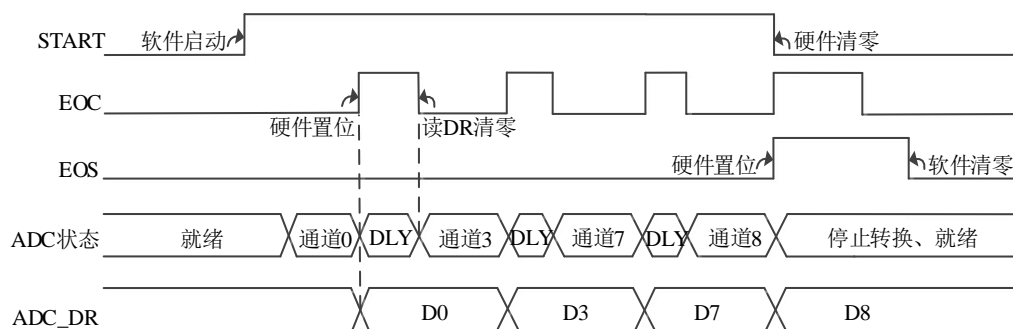 START 软件启动 硬件清零
EOC
硬件置位 读DR清零
EOS 硬件置位 软件清零
ADC状态 就绪 通道0 DLY 通道3 DLY 通道7 DLY 通道8 停止转换、就绪
ADC_DR D0 D3 D7 D8